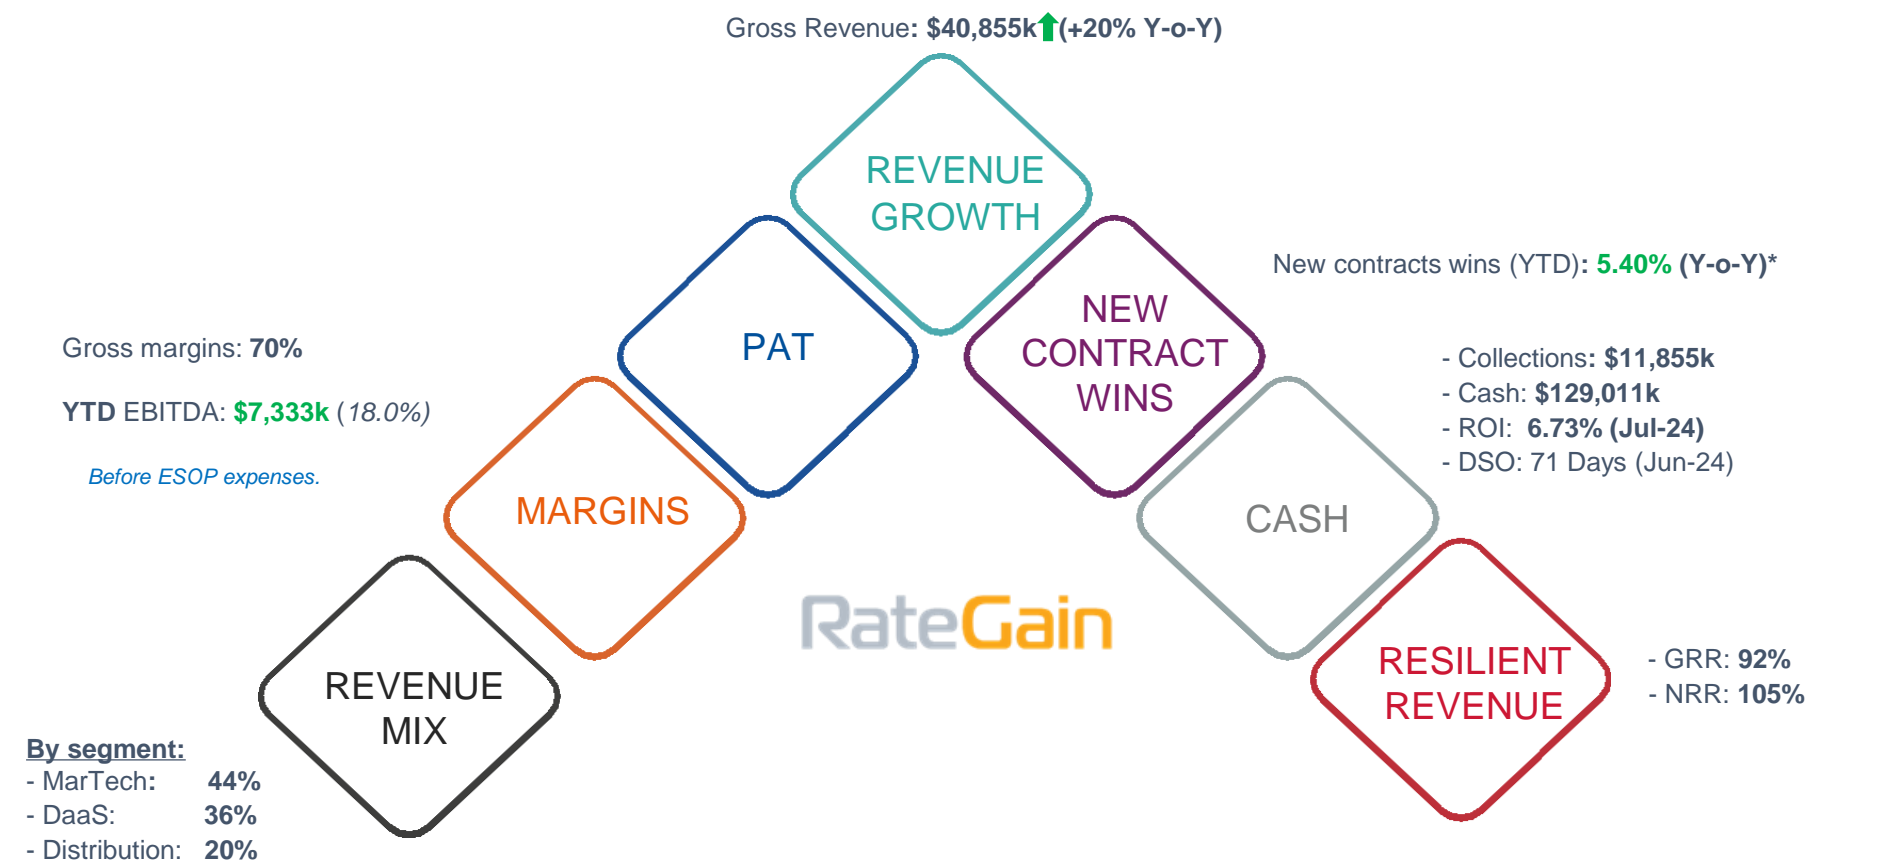 Gross Revenue: $40,855k (+20% Y-o-Y)
REVENUE
GROWTH
New contracts wins (YTD): 5.40% (Y-o-Y)*
PAT
NEW
CONTRACT
WINS
Gross margins: 70%
YTD EBITDA: $7,333k (18.0%)
Before ESOP expenses.
- Collections: $11,855k
- Cash: $129,011k
- ROI: 6.73% (Jul-24)
- DSO: 71 Days (Jun-24)
MARGINS
CASH
RateGain
REVENUE
MIX
RESILIENT
REVENUE
- GRR: 92%
- NRR: 105%
By segment:
- MarTech: 44%
- DaaS: 36%
- Distribution: 20%